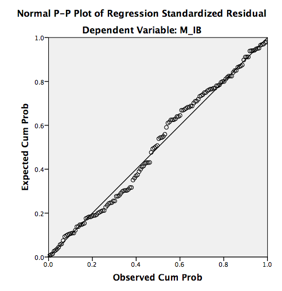 Normal P-P Plot of Regression Standardized Residual
Dependent Variable: M_IB
1.0
0.8
0.6
0.4
0.2
0.0
Expected Cum Prob
0.0 0.2 0.4 0.6 0.8 1.0
Observed Cum Prob